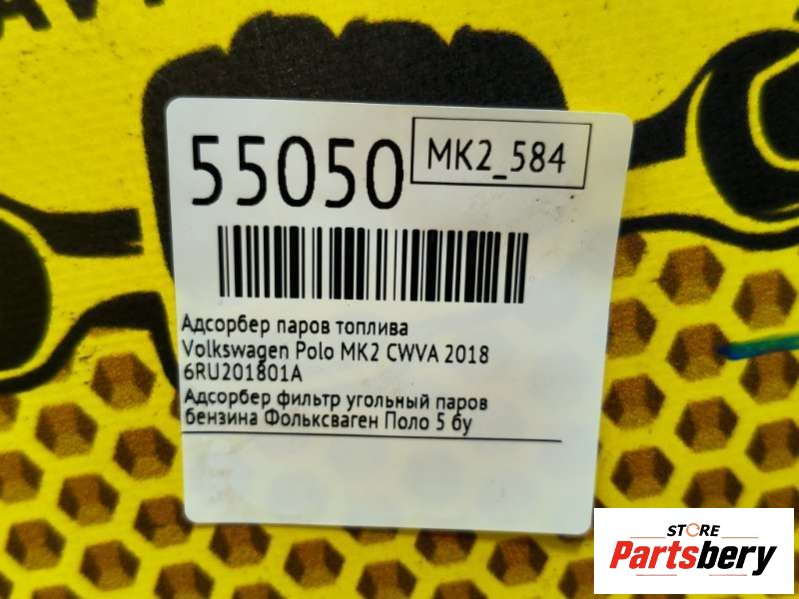 55050
MK2_584
Адсорбер паров топлива
Volkswagen Polo MK2 CWVA 2018
6RU201801A
Адсорбер фильтр угольный паров
бензина Фольксваген Поло 5 бу
STORE
Partsbery